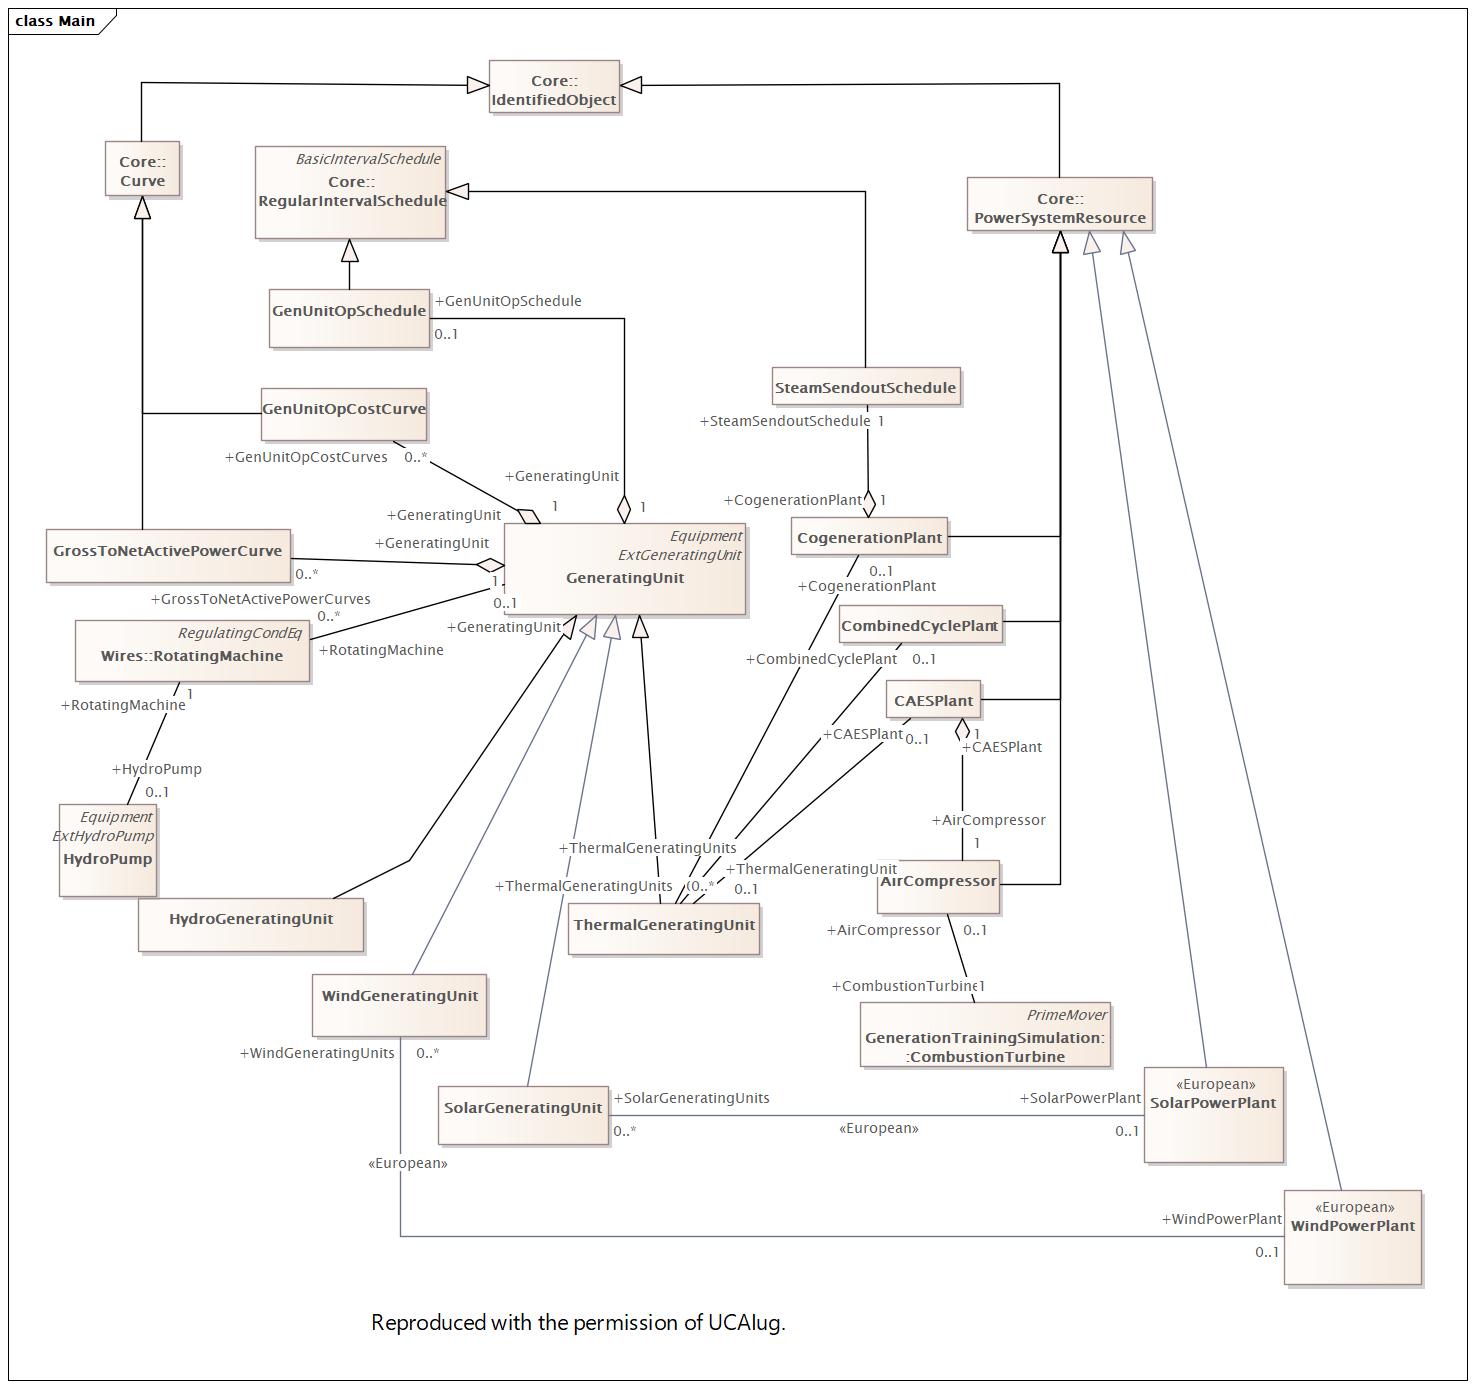 class Main
Core::
IdentifiedObject
Core::
Curve
BasicIntervalSchedule
Core::
RegularIntervalSchedule
Core::
PowerSystemResource
GenUnitOpSchedule
+GenUnitOpSchedule
0..1
SteamSendoutSchedule
+SteamSendoutSchedule 1
GenUnitOpCostCurve
+GenUnitOpCostCurves 0..*
+GeneratingUnit
1
+CogenerationPlant 1
+GeneratingUnit
1
+GeneratingUnit
1
Equipment
ExtGeneratingUnit
GeneratingUnit
CogenerationPlant
0..1
+CogenerationPlant
GrossToNetActivePowerCurve
0..*
+GrossToNetActivePowerCurves
0..1
+GeneratingUnit
0..*
+RotatingMachine
RegulatingCondEq
Wires::RotatingMachine
CombinedCyclePlant
+CombinedCyclePlant 0..1
1
+RotatingMachine
CAESPlant
+CAESPlant
0..1
1
+CAESPlant
+HydroPump
0..1
Equipment
ExtHydroPump
HydroPump
+AirCompressor
1
+ThermalGeneratingUnits
+ThermalGeneratingUnit
+ThermalGeneratingUnits
0..*
0..1
AirCompressor
HydroGeneratingUnit
ThermalGeneratingUnit
+AirCompressor 0..1
+CombustionTurbine
1
WindGeneratingUnit
PrimeMover
GenerationTrainingSimulation:
:CombustionTurbine
+WindGeneratingUnits 0..*
SolarGeneratingUnit
+SolarGeneratingUnits
0..*
«European»
+SolarPowerPlant
0..1
«European»
SolarPowerPlant
«European»
+WindPowerPlant
0..1
«European»
WindPowerPlant
Reproduced with the permission of UCAIug.